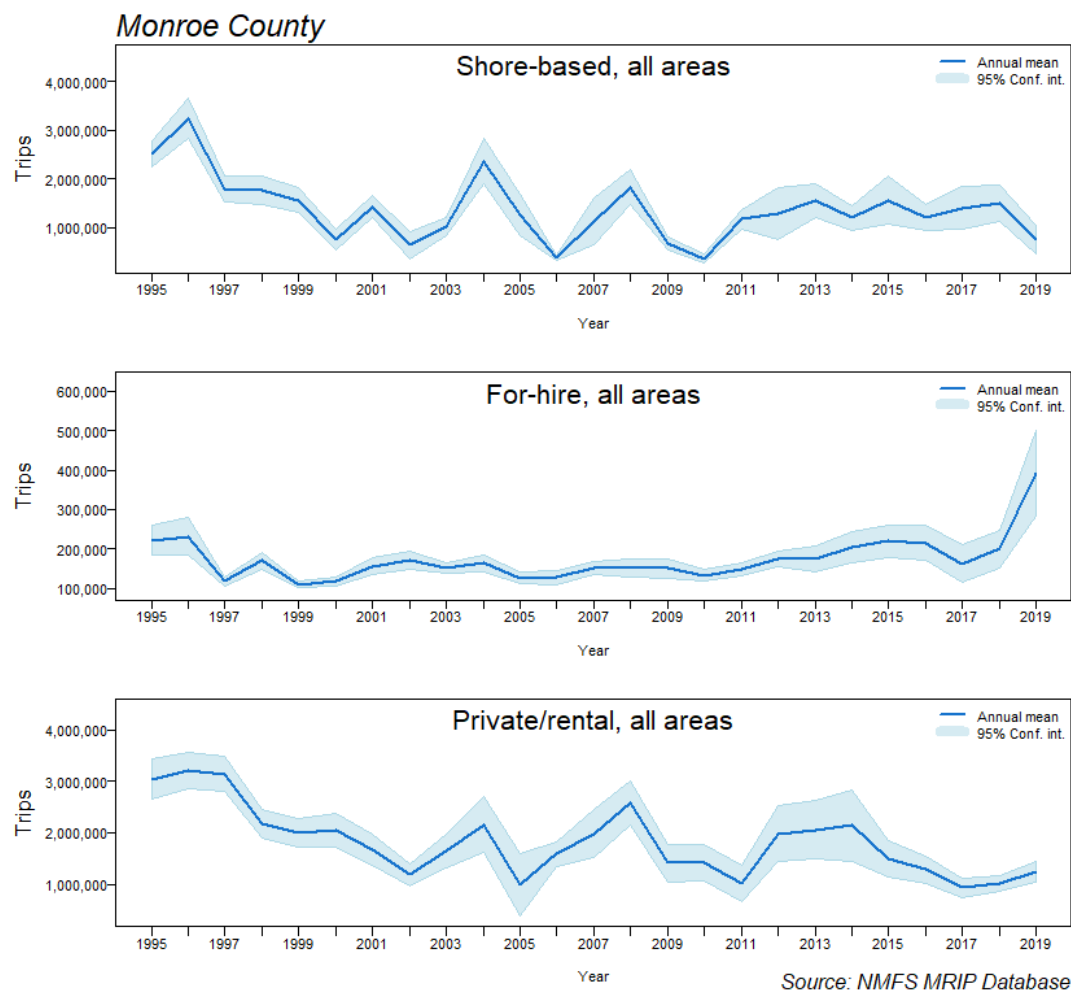 Monroe County
Shore-based, all areas
Annual mean
95% Conf. int.
Trips
4,000,000
3,000,000
2,000,000
1,000,000
1995 1997 1999 2001 2003 2005 2007 2009 2011 2013 2015 2017 2019
Year
For-hire, all areas
Annual mean
95% Conf. int.
Trips
600,000
500,000
400,000
300,000
200,000
100,000
1995 1997 1999 2001 2003 2005 2007 2009 2011 2013 2015 2017 2019
Year
Private/rental, all areas
Annual mean
95% Conf. int.
Trips
4,000,000
3,000,000
2,000,000
1,000,000
1995 1997 1999 2001 2003 2005 2007 2009 2011 2013 2015 2017 2019
Year
Source: NMFS MRIP Database